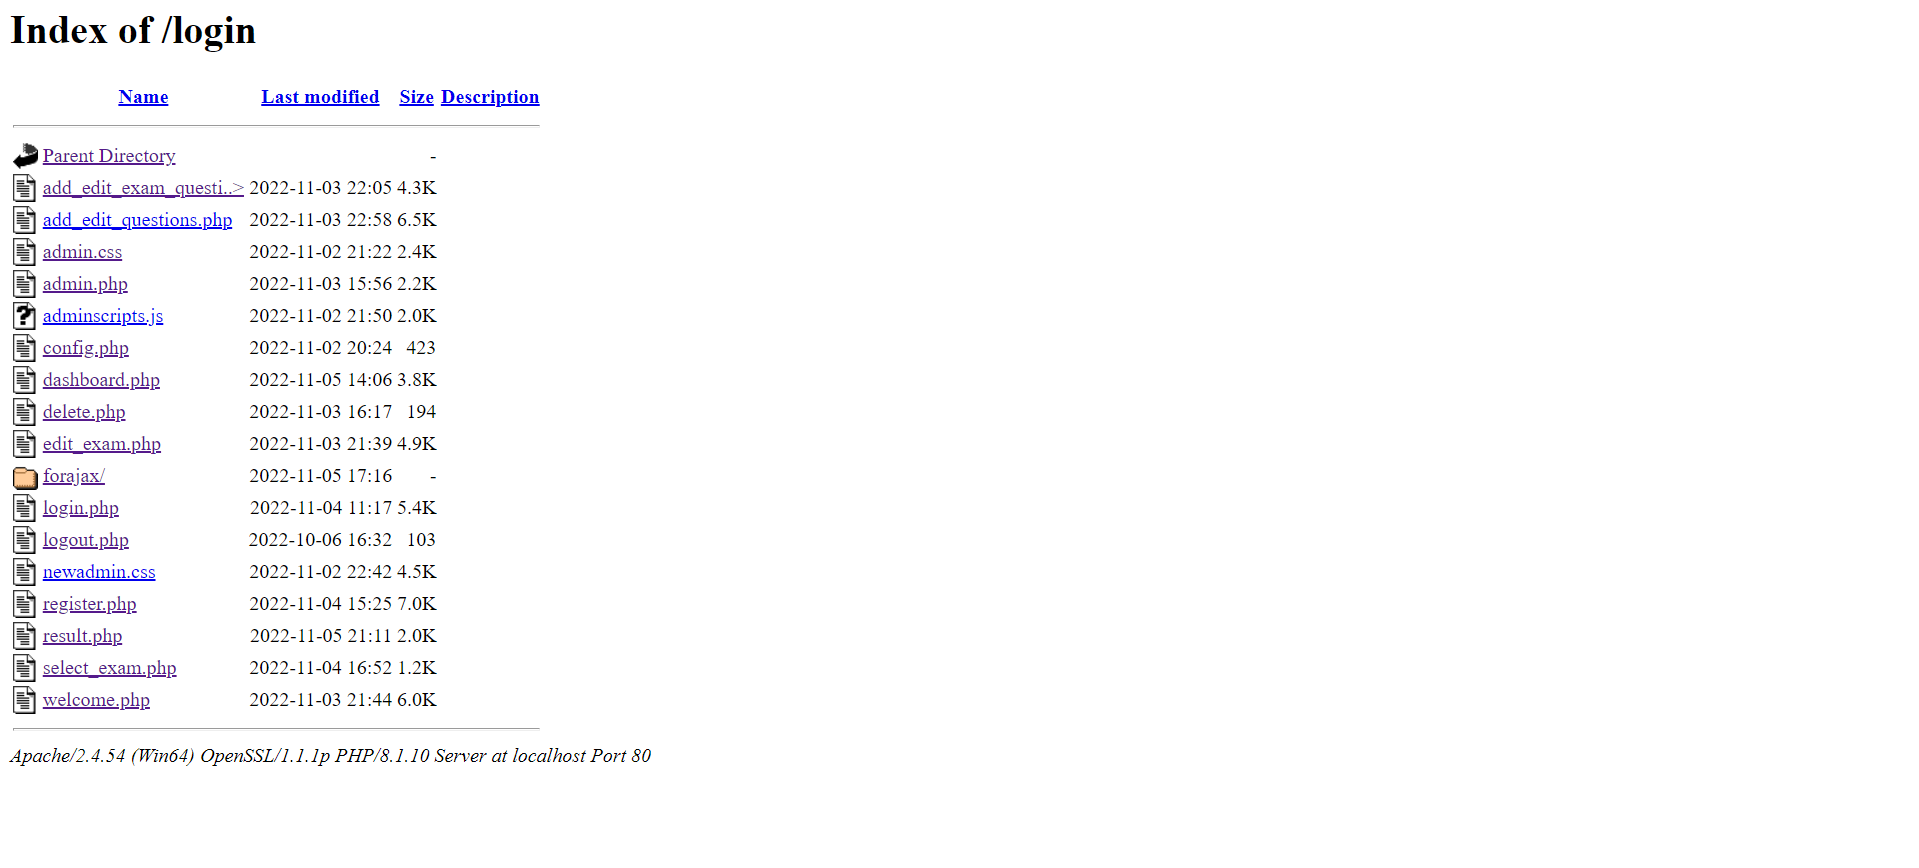 Index of /login
Name Last modified Size Description
Parent Directory -
add_edit_exam_questi..> 2022-11-03 22:05 4.3K
add_edit_questions.php 2022-11-03 22:58 6.5K
admin.css 2022-11-02 21:22 2.4K
admin.php 2022-11-03 15:56 2.2K
adminscripts.js 2022-11-02 21:50 2.0K
config.php 2022-11-02 20:24 423
dashboard.php 2022-11-05 14:06 3.8K
delete.php 2022-11-03 16:17 194
edit_exam.php 2022-11-03 21:39 4.9K
forajax/ 2022-11-05 17:16 -
login.php 2022-11-04 11:17 5.4K
logout.php 2022-10-06 16:32 103
newadmin.css 2022-11-02 22:42 4.5K
register.php 2022-11-04 15:25 7.0K
result.php 2022-11-05 21:11 2.0K
select_exam.php 2022-11-04 16:52 1.2K
welcome.php 2022-11-03 21:44 6.0K
Apache/2.4.54 (Win64) OpenSSL/1.1.1p PHP/8.1.10 Server at localhost Port 80